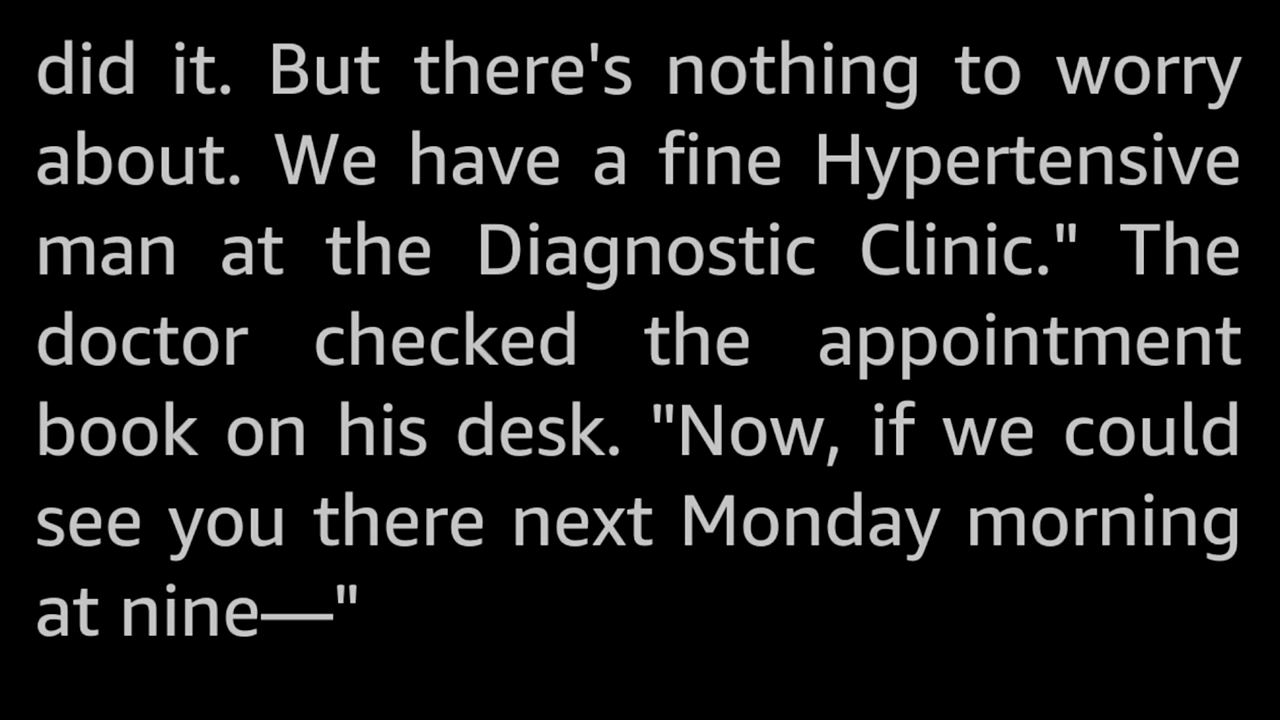 did it. But there's nothing to worry
about. We have a fine Hypertensive
man at the Diagnostic Clinic." The
doctor checked the appointment
book on his desk. "Now, if we could
see you there next Monday morning
at nine—"